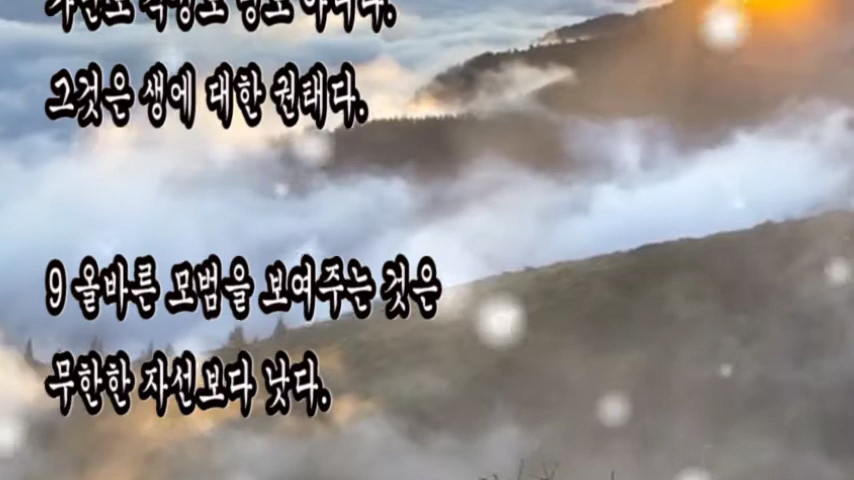 그것은 생에 대한 권태다.
9 올바른 모범을 보여주는 것은
무한한 자선보다 낫다.